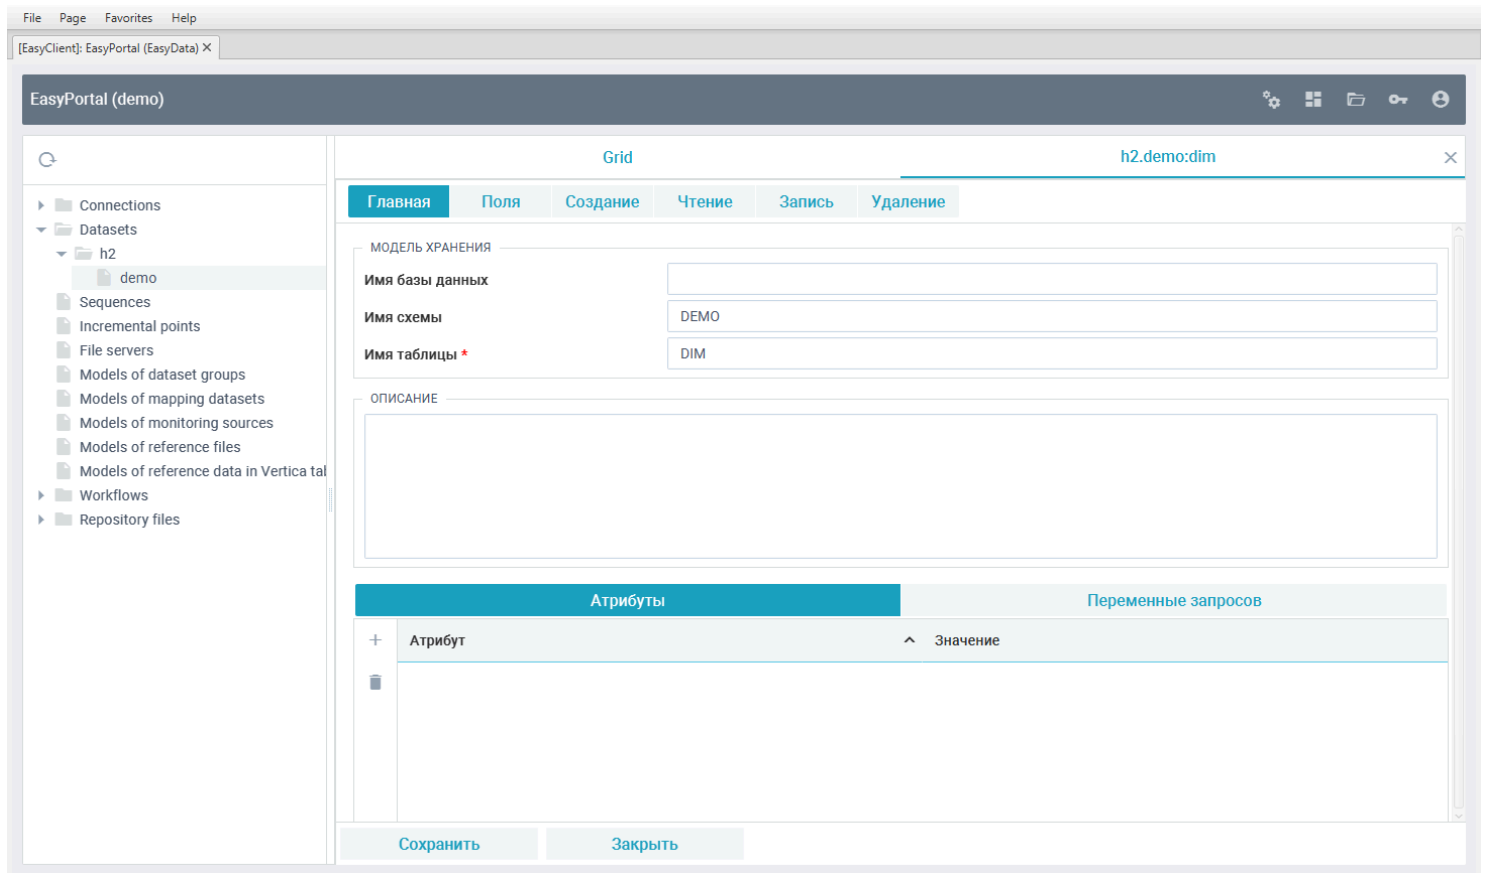 File Page Favorites Help
[EasyClient]: EasyPortal (EasyData)
EasyPortal (demo)
Grid
h2.demo:dim
Главная Поля Создание Чтение Запись Удаление
Connections
Datasets
h2
demo
Sequences
Incremental points
File servers
Models of dataset groups
Models of mapping datasets
Models of monitoring sources
Models of reference files
Models of reference data in Vertica tal
Workflows
Repository files
МОДЕЛЬ ХРАНЕНИЯ
Имя базы данных
Имя схемы DEMO
Имя таблицы * DIM
ОПИСАНИЕ
Атрибуты Переменные запросов
Атрибут Значение
Сохранить Закрыть